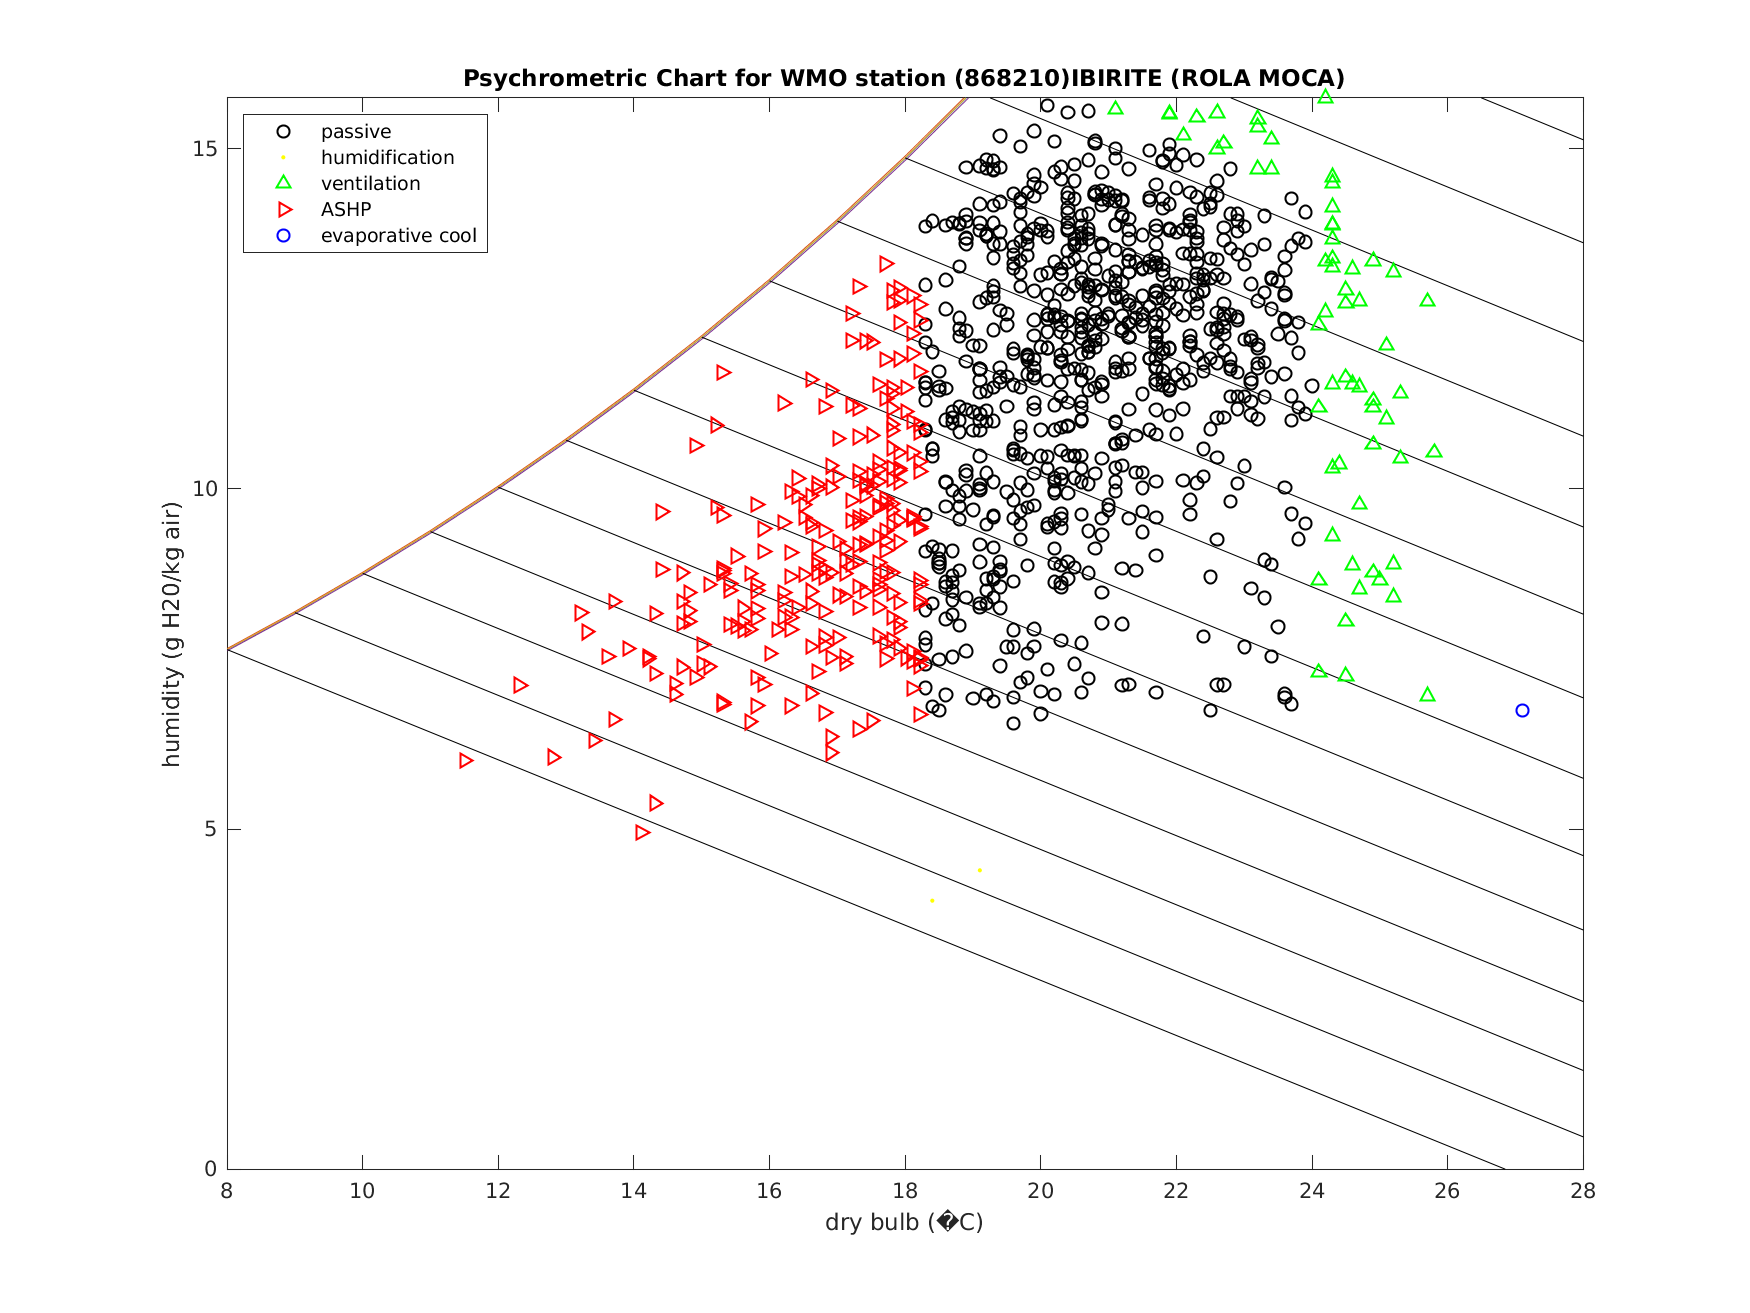 Psychrometric Chart for WMO station (868210)IBIRITE (ROLA MOCA)
passive
humidification
ventilation
ASHP
evaporative cool
humidity (g H20/kg air)
15
10
5
0
8 10 12 14 16 18 20 22 24 26 28
dry bulb (�C)